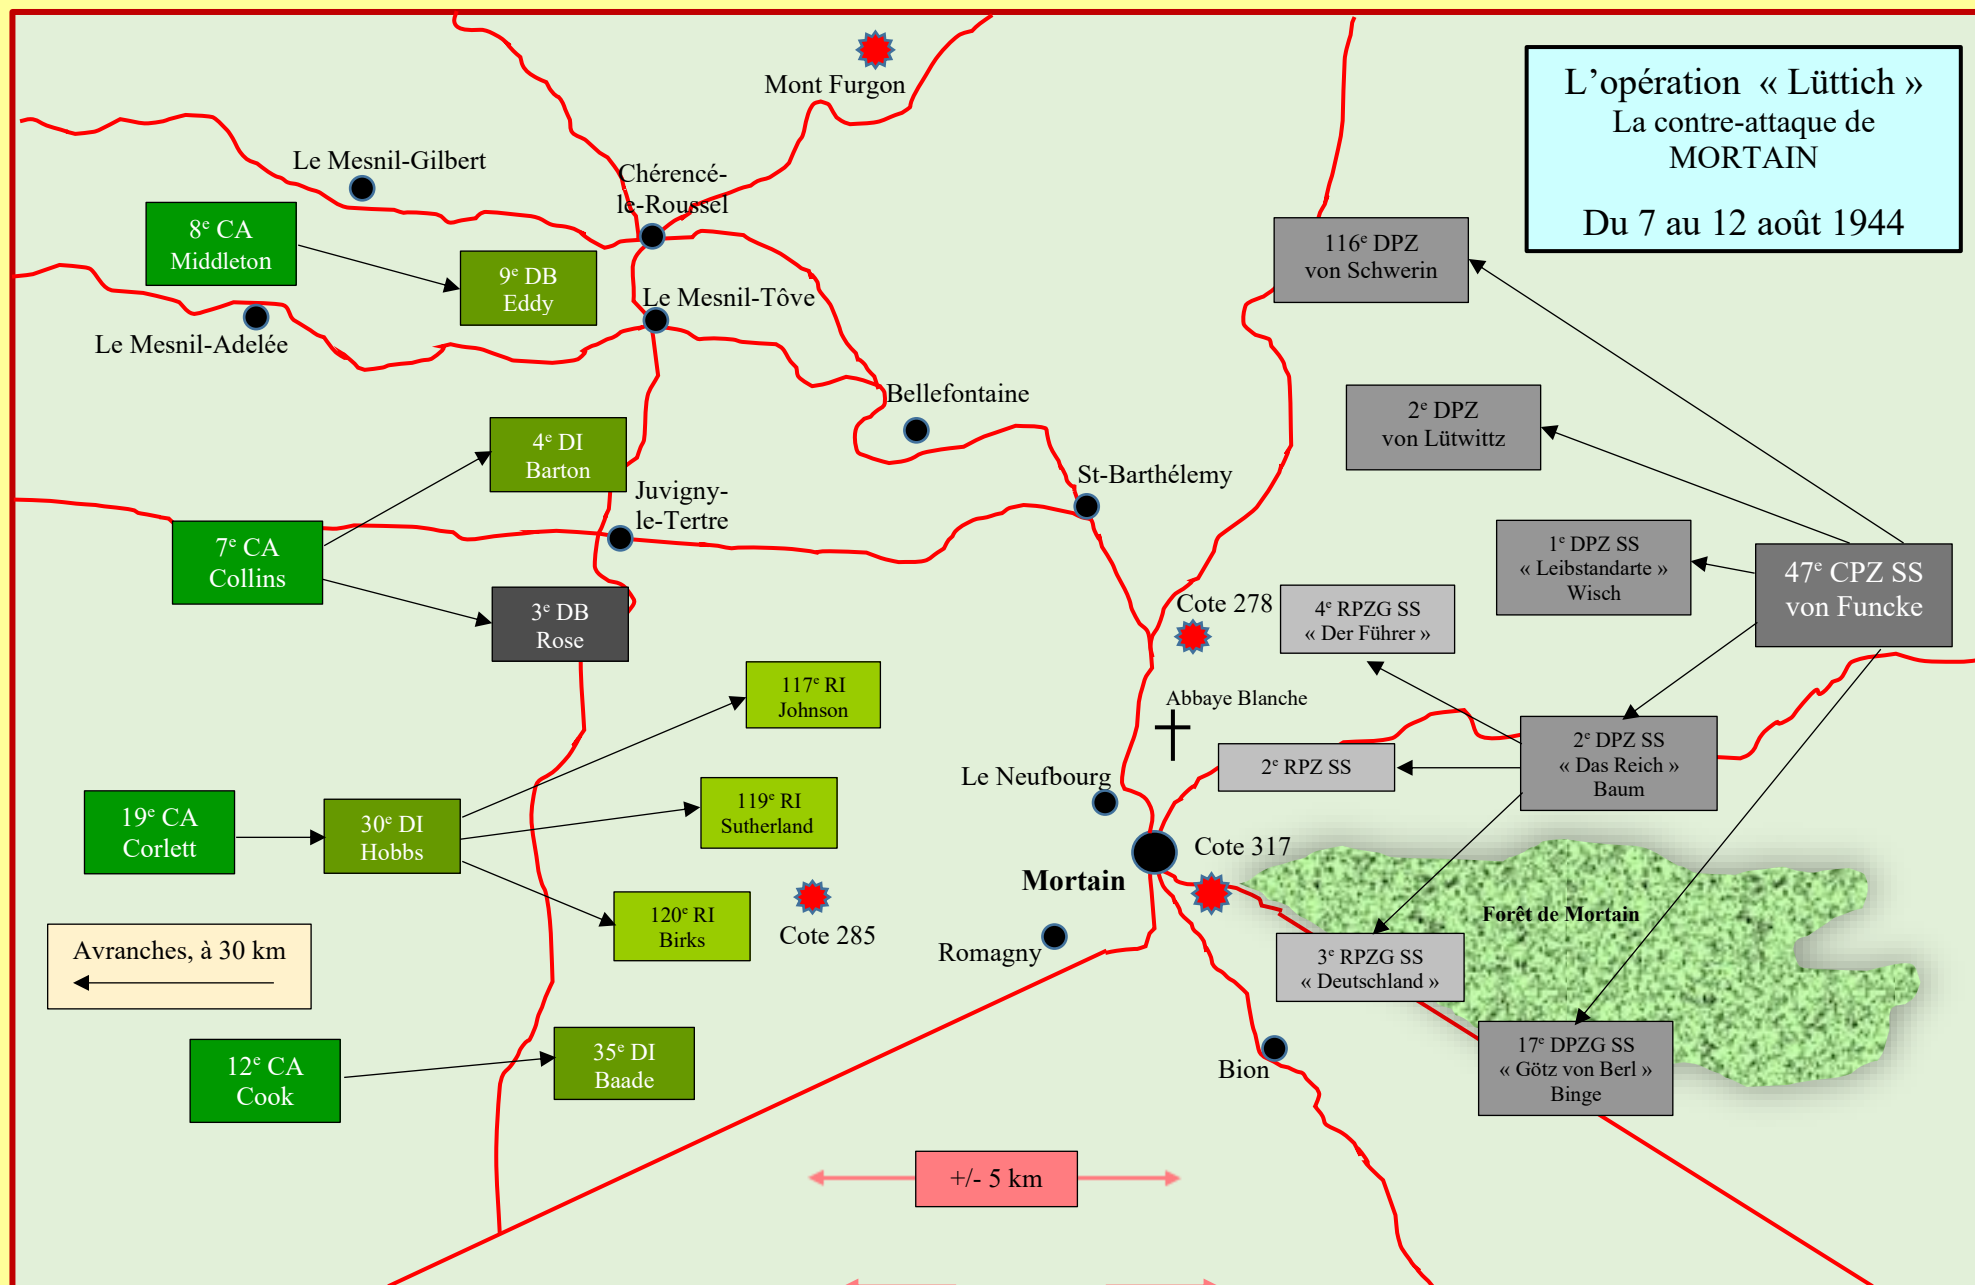 L'opération « Lüttich »
La contre-attaque de
MORTAIN
Du 7 au 12 août 1944
Mont Furgon
Le Mesnil-Gilbert
Chérencé-
le-Roussel
8e CA
Middleton
9e DB
Eddy
116e DPZ
von Schwerin
Le Mesnil-Tôve
Le Mesnil-Adelée
Bellefontaine
2e DPZ
von Lütwittz
4e DI
Barton
St-Barthélemy
Juvigny-
le-Tertre
7e CA
Collins
1e DPZ SS
« Leibstandarte »
Wisch
47e CPZ SS
von Funcke
3e DB
Rose
Cote 278
4e RPZG SS
« Der Führer »
117e RI
Johnson
Abbaye Blanche
2e RPZ SS
2e DPZ SS
« Das Reich »
Baum
Le Neufbourg
19e CA
Corlett
30e DI
Hobbs
119e RI
Sutherland
Cote 317
Mortain
120e RI
Birks
Cote 285
Forêt de Mortain
Romagny
Avranches, à 30 km
3e RPZG SS
« Deutschland »
12e CA
Cook
35e DI
Baade
Bion
17e DPZG SS
« Götz von Berl »
Binge
+/- 5 km